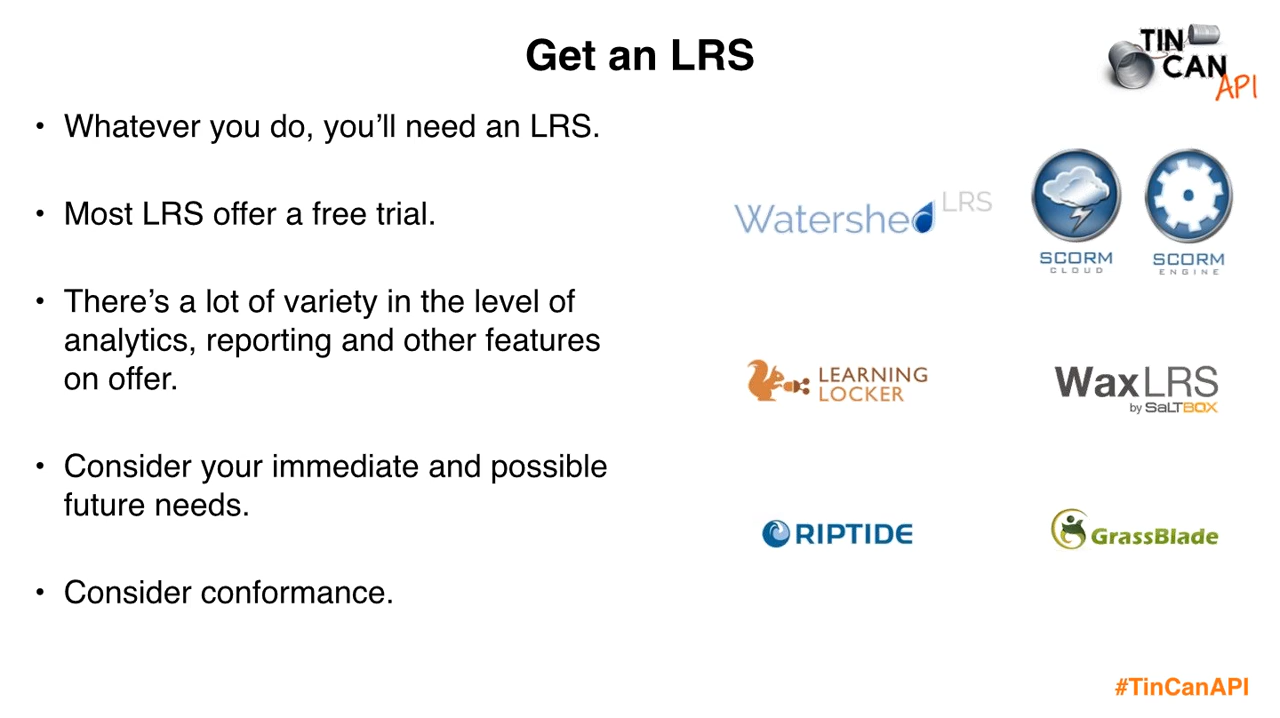 Get an LRS
TIN
CAN
API
• Whatever you do, you’ll need an LRS.
• Most LRS offer a free trial.
• There’s a lot of variety in the level of
analytics, reporting and other features
on offer.
• Consider your immediate and possible
future needs.
• Consider conformance.
Watershed LRS
SCORM
CLOUD
SCORM
ENGINE
LEARNING
LOCKER
WaxLRS
by SaLTBOX
RIPTIDE
GrassBlade
#TinCanAPI